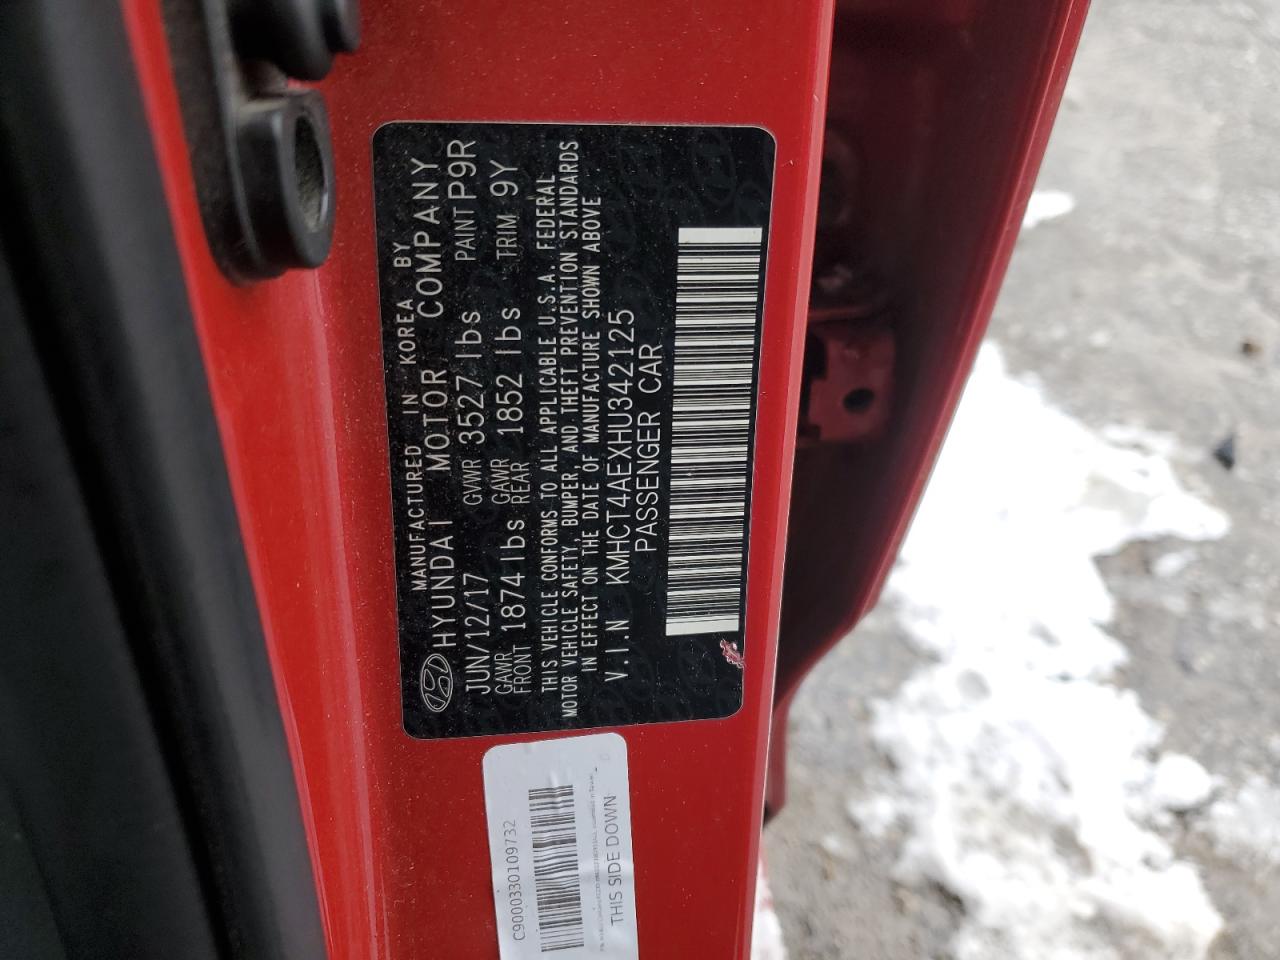 MANUFACTURED IN KOREA BY
HYUNDAI MOTOR COMPANY
JUN/12/17 GVWR 3527 lbs PAINT P9R
GAWR FRONT 1874 lbs GAWR REAR 1852 lbs TRIM 9Y
THIS VEHICLE CONFORMS TO ALL APPLICABLE U.S.A. FEDERAL
MOTOR VEHICLE SAFETY, BUMPER, AND THEFT PREVENTION STANDARDS
IN EFFECT ON THE DATE OF MANUFACTURE SHOWN ABOVE
V.I.N KMHCT4AEXHU342125
PASSENGER CAR
C9000330109732
THIS SIDE DOWN